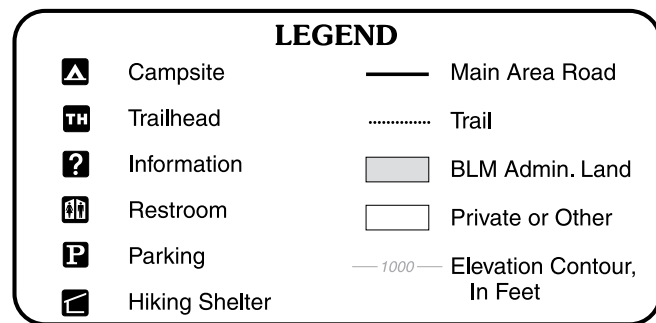 LEGEND
Campsite
TH Trailhead
? Information
Restroom
P Parking
Hiking Shelter
Main Area Road
Trail
BLM Admin. Land
Private or Other
1000 Elevation Contour,
In Feet